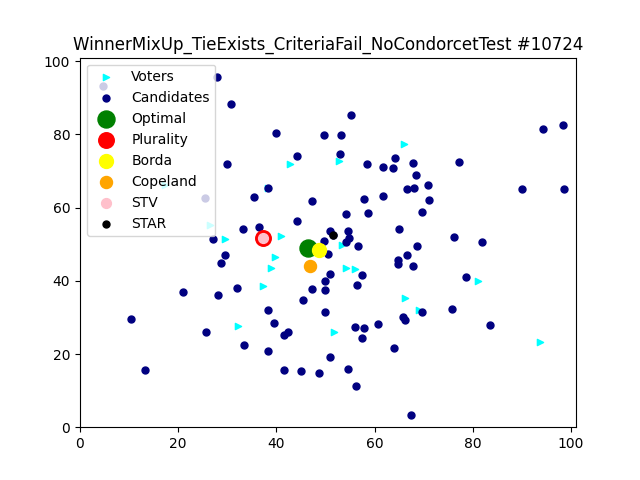 WinnerMixUp_TieExists_CriteriaFail_NoCondorcetTest #10724
100
80
60
40
20
0
Voters
Candidates
Optimal
Plurality
Borda
Copeland
STV
STAR
0 20 40 60 80 100